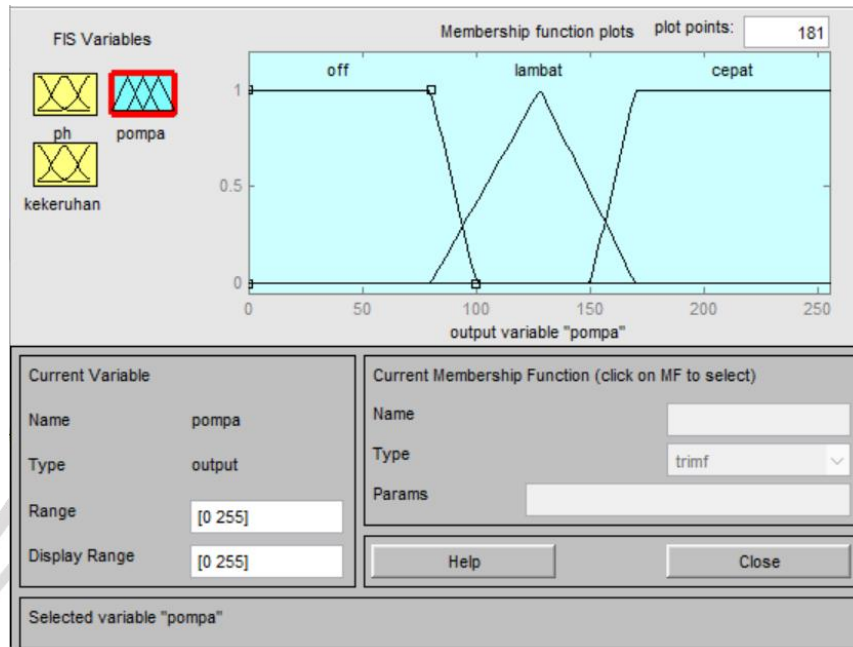 FIS Variables
Membership function plots
plot points:
181
ph
pompa
kekeruhan
off
lambat
cepat
1
0.5
0
0
50
100
150
200
250
output variable "pompa"
Current Variable
Name
pompa
Type
output
Range
[0 255]
Display Range
[0 255]
Current Membership Function (click on MF to select)
Name
Type
trimf
Params
Help
Close
Selected variable "pompa"